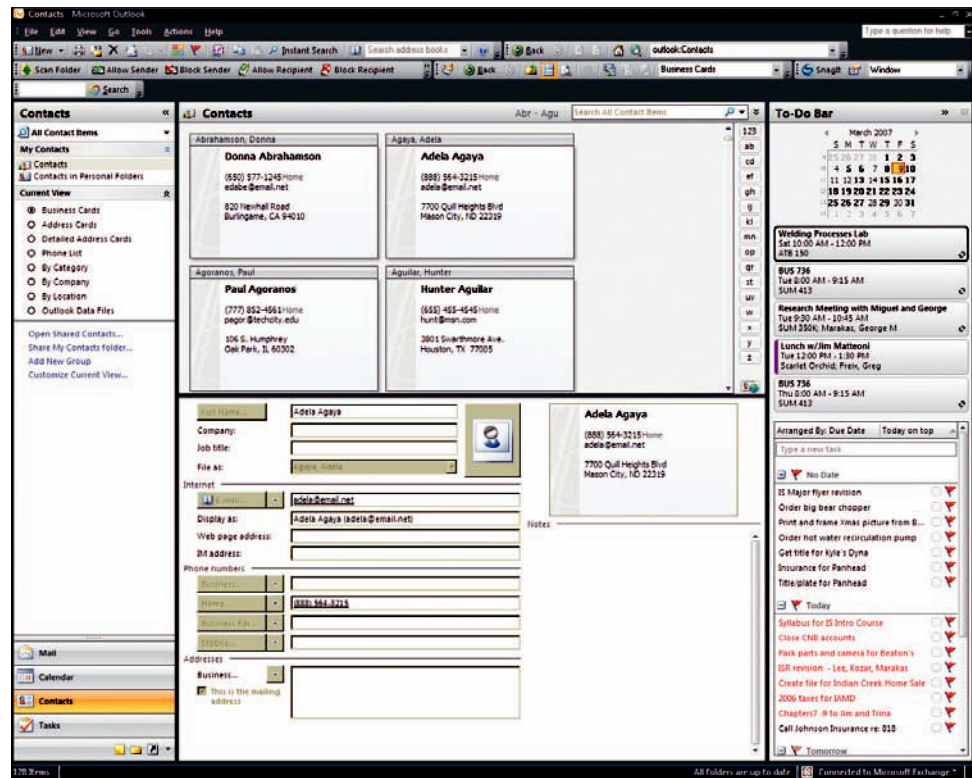 Contacts Microsoft Outlook
File Edit View Go Tools Actions Help
Type a question for help
New Instant Search Search address books Back outlook:Contacts
Scan Folder Allow Sender Block Sender Allow Recipient Block Recipient Back Business Cards SnagIt Window
Search
Contacts «
All Contact Items
My Contacts
Contacts
Contacts in Personal Folders
Current View
Business Cards
Address Cards
Detailed Address Cards
Phone List
By Category
By Company
By Location
Outlook Data Files
Open Shared Contacts...
Share My Contacts folder...
Add New Group
Customize Current View...
Mail
Calendar
Contacts
Tasks
Contacts Abr - Agu Search All Contact Items
Abrahamson, Donna
Donna Abrahamson
(650) 577-1245 Home
edabe@email.net
820 Newhall Road
Burlingame, CA 94010
Agaya, Adela
Adela Agaya
(888) 564-3215 Home
adela@email.net
7700 Quill Heights Blvd
Mason City, ND 22319
Agoranos, Paul
Paul Agoranos
(777) 852-4561 Home
pagor@techcity.edu
106 S. Humphrey
Oak Park, IL 60302
Aguilar, Hunter
Hunter Aguilar
(655) 455-4545 Home
hunt@msn.com
3801 Swarthmore Ave.
Houston, TX 77005
123
ab
cd
ef
gh
ij
kl
mn
op
qr
st
uv
w
x
y
z
Full Name... Adela Agaya
Company:
Job title:
File as: Agaya, Adela
Internet
E-mail... adela@email.net
Display as: Adela Agaya (adela@email.net)
Web page address:
IM address:
Phone numbers
Business...
Home... (888) 564-3215
Business Fax...
Mobile...
Addresses
Business...
This is the mailing
address
Adela Agaya
(888) 564-3215 Home
adela@email.net
7700 Quill Heights Blvd
Mason City, ND 22319
Notes
To-Do Bar »
March 2007
S M T W T F S
25 26 27 28 1 2 3
4 5 6 7 8 9 10
11 12 13 14 15 16 17
18 19 20 21 22 23 24
25 26 27 28 29 30 31
1 2 3 4 5 6 7
Welding Processes Lab
Sat 10:00 AM - 12:00 PM
ATB 150
BUS 736
Tue 8:00 AM - 9:15 AM
SUM 413
Research Meeting with Miguel and George
Tue 9:30 AM - 10:45 AM
SUM 350K; Marakas, George M
Lunch w/Jim Matteoni
Tue 12:00 PM - 1:30 PM
Scarlet Orchid; Freix, Greg
BUS 736
Thu 8:00 AM - 9:15 AM
SUM 413
Arranged By: Due Date Today on top
Type a new task
No Date
IS Major flyer revision
Order big bear chopper
Print and frame Xmas picture from B...
Order hot water recirculation pump
Get title for Kyle's Dyna
Insurance for Panhead
Title/plate for Panhead
Today
Syllabus for IS Intro Course
Close CNB accounts
Pack parts and camera for Beaton's
ISR revision - Lee, Kozar, Marakas
Create file for Indian Creek Home Sale
2006 taxes for IAMD
Chapters7 -9 to Jim and Trina
Call Johnson Insurance re: 818
Tomorrow
128 Items
All folders are up to date. Connected to Microsoft Exchange